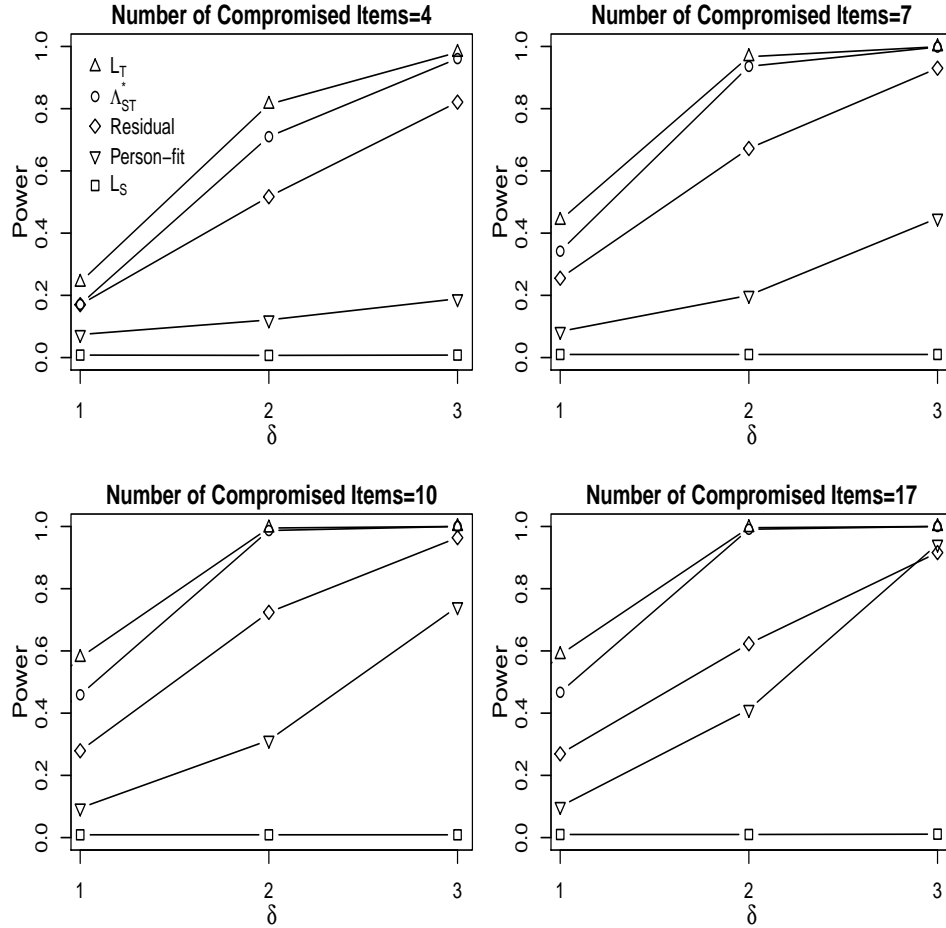 Number of Compromised Items=4
Power
0.0 0.2 0.4 0.6 0.8 1.0
L_T
Λ*_ST
Residual
Person−fit
L_S
1 2 3
δ
Number of Compromised Items=7
Power
0.0 0.2 0.4 0.6 0.8 1.0
1 2 3
δ
Number of Compromised Items=10
Power
0.0 0.2 0.4 0.6 0.8 1.0
1 2 3
δ
Number of Compromised Items=17
Power
0.0 0.2 0.4 0.6 0.8 1.0
1 2 3
δ